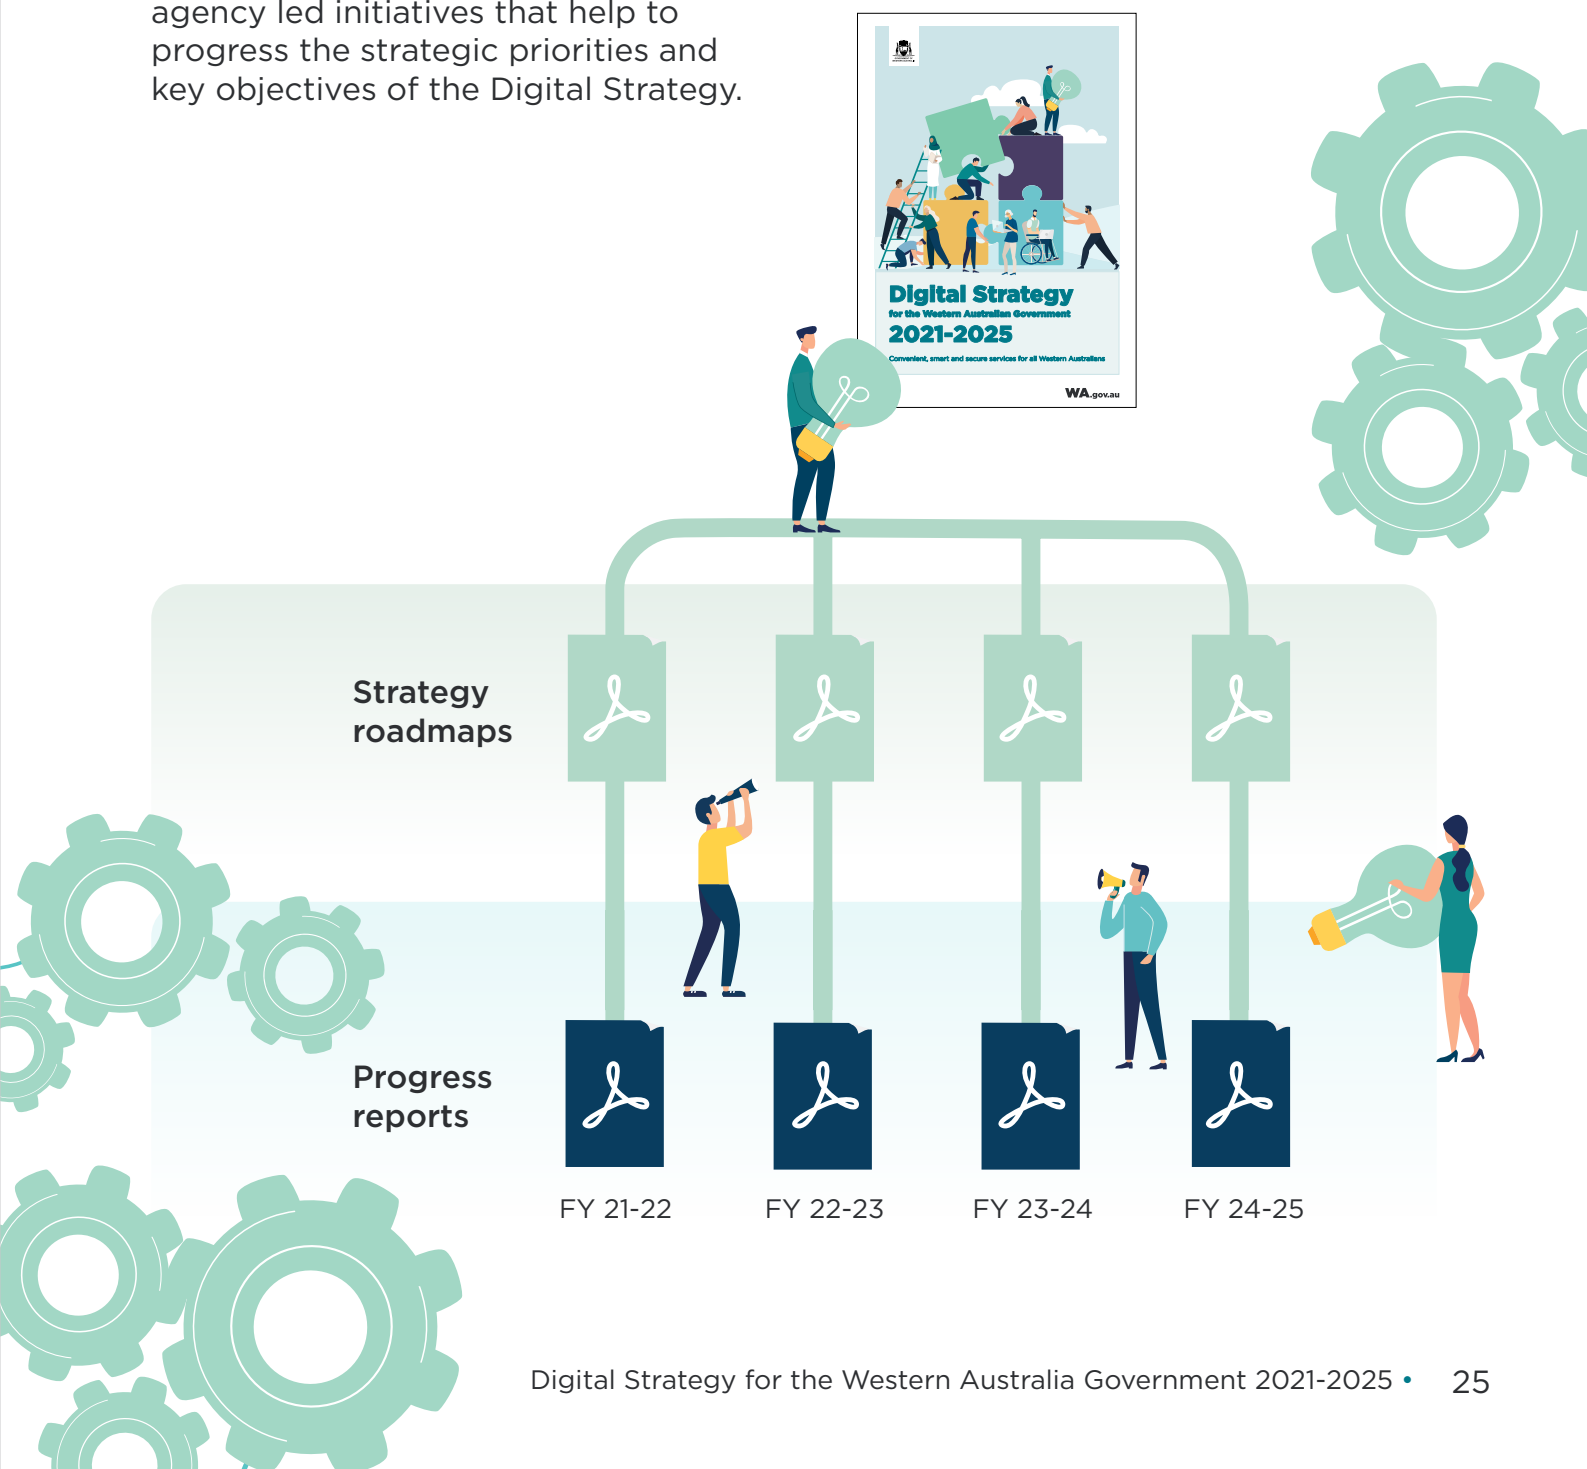 agency led initiatives that help to
progress the strategic priorities and
key objectives of the Digital Strategy.
Digital Strategy
for the Western Australian Government
2021-2025
Convenient, smart and secure services for all Western Australians
WA.gov.au
Strategy
roadmaps
Progress
reports
FY 21-22
FY 22-23
FY 23-24
FY 24-25
Digital Strategy for the Western Australia Government 2021-2025 • 25